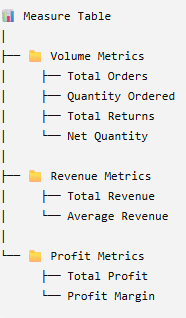 Measure Table
Volume Metrics
Total Orders
Quantity Ordered
Total Returns
Net Quantity
Revenue Metrics
Total Revenue
Average Revenue
Profit Metrics
Total Profit
Profit Margin